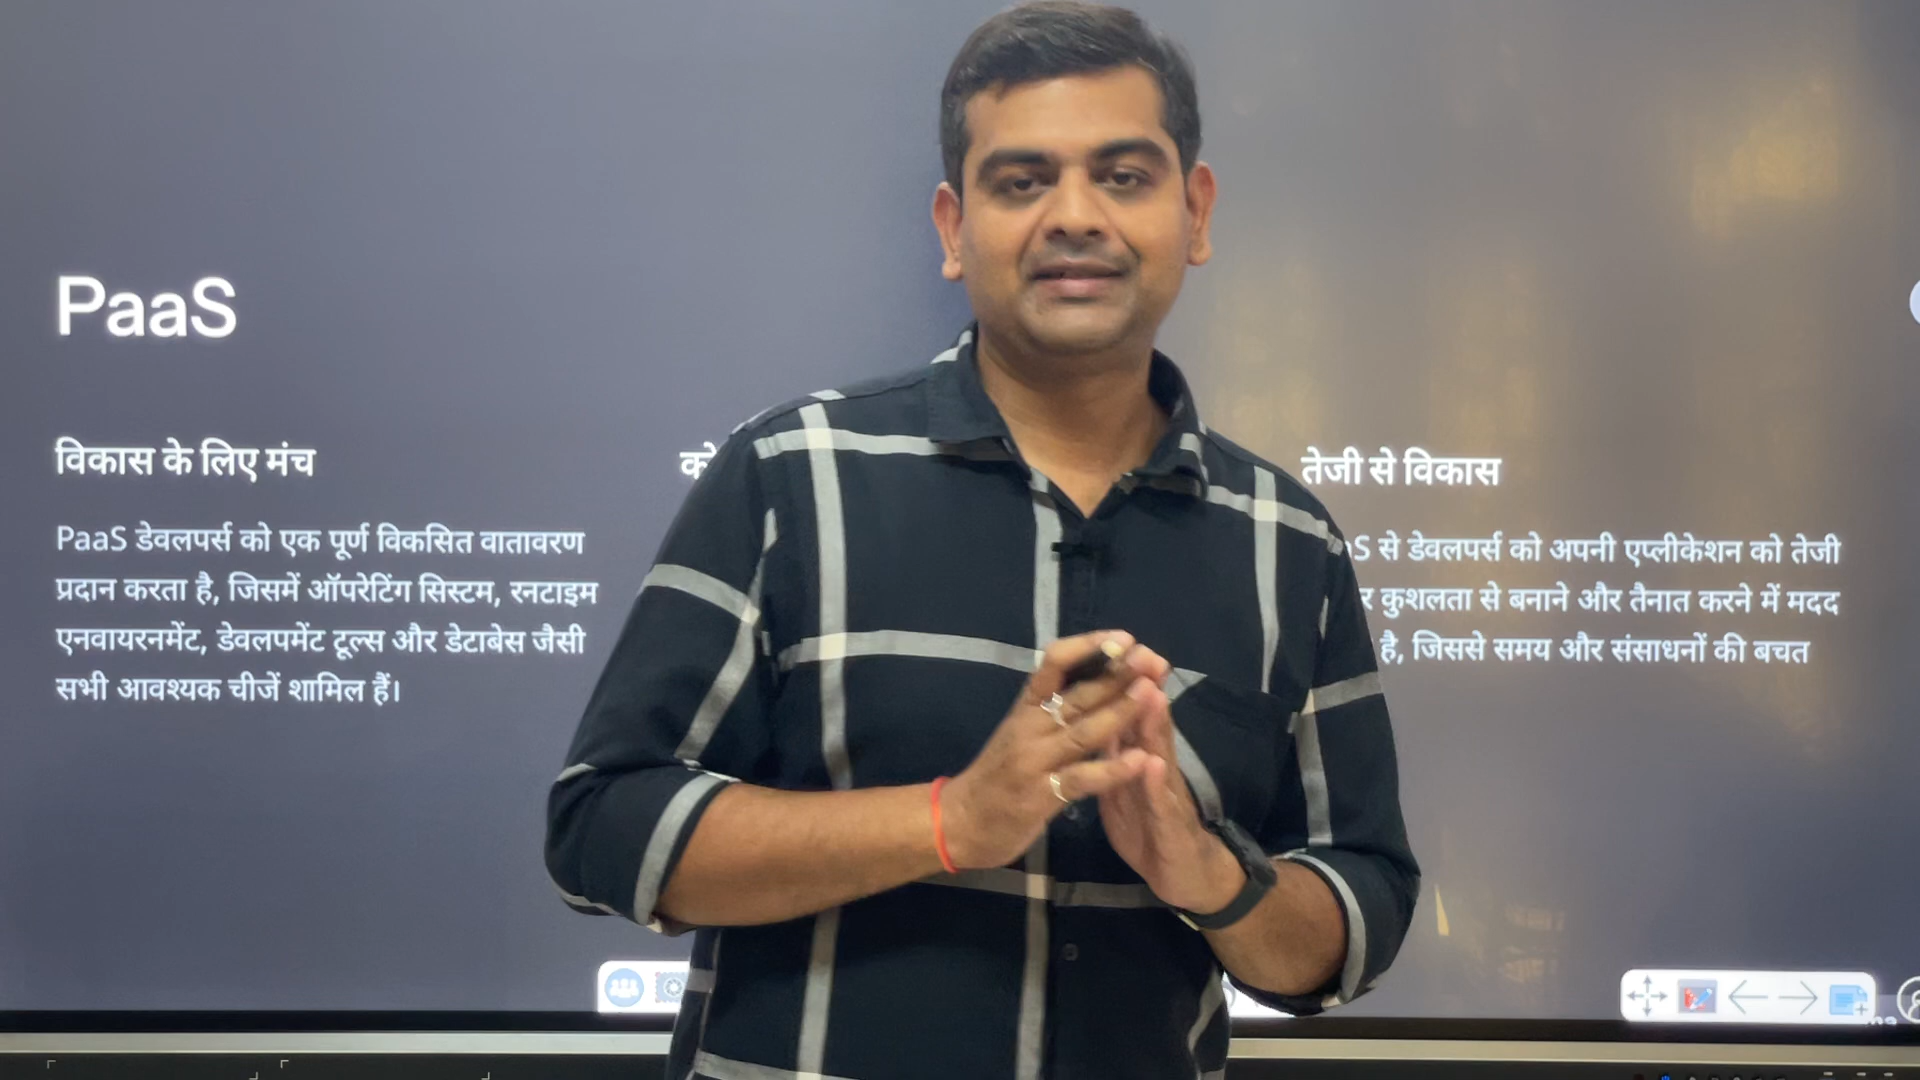 PaaS
विकास के लिए मंच
PaaS डेवलपर्स को एक पूर्ण विकसित वातावरण
प्रदान करता है, जिसमें ऑपरेटिंग सिस्टम, रनटाइम
एनवायरनमेंट, डेवलपमेंट टूल्स और डेटाबेस जैसी
सभी आवश्यक चीजें शामिल हैं।
तेजी से विकास
से डेवलपर्स को अपनी एप्लीकेशन को तेजी
कुशलता से बनाने और तैनात करने में मदद
है, जिससे समय और संसाधनों की बचत